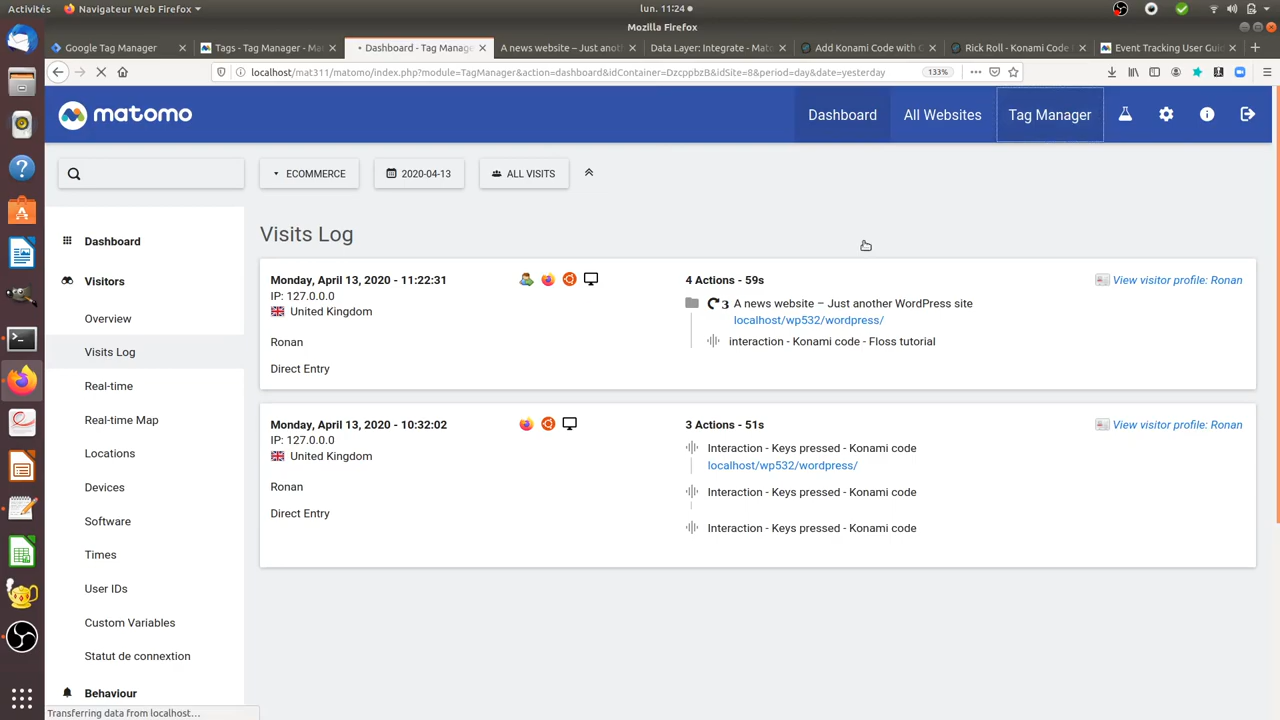 Activités
Navigateur Web Firefox
lun. 11:24
Mozilla Firefox
Google Tag Manager
Tags - Tag Manager - Ma
Dashboard - Tag Manage
A news website – Just anoth
Data Layer: Integrate - Mato
Add Konami Code with G
Rick Roll - Konami Code
Event Tracking User Guid
localhost/mat311/matomo/index.php?module=TagManager&action=dashboard&idContainer=DzcppbzB&idSite=8&period=day&date=yesterday
133%
matomo
Dashboard
All Websites
Tag Manager
ECOMMERCE
2020-04-13
ALL VISITS
Dashboard
Visitors
Overview
Visits Log
Real-time
Real-time Map
Locations
Devices
Software
Times
User IDs
Custom Variables
Statut de connexion
Behaviour
Visits Log
Monday, April 13, 2020 - 11:22:31
IP: 127.0.0.0
United Kingdom
Ronan
Direct Entry
4 Actions - 59s
3 A news website – Just another WordPress site
localhost/wp532/wordpress/
interaction - Konami code - Floss tutorial
View visitor profile: Ronan
Monday, April 13, 2020 - 10:32:02
IP: 127.0.0.0
United Kingdom
Ronan
Direct Entry
3 Actions - 51s
Interaction - Keys pressed - Konami code
localhost/wp532/wordpress/
Interaction - Keys pressed - Konami code
Interaction - Keys pressed - Konami code
View visitor profile: Ronan
Transferring data from localhost…